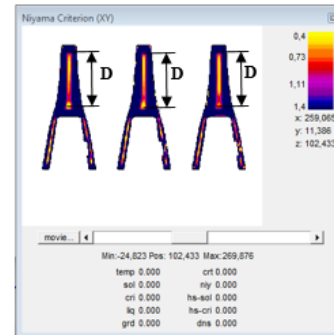 Niyama Criterion (XY)
D D D
0,4
0,73
1,11
1,4
x: 259,065
y: 11,386
z: 102,433
movie...
Min:-24,823 Pos: 102,433 Max:269,876
temp 0.000 crt 0.000
sol 0.000 niy 0.000
cri 0.000 hs-sol 0.000
liq 0.000 hs-cri 0.000
grd 0.000 dns 0.000